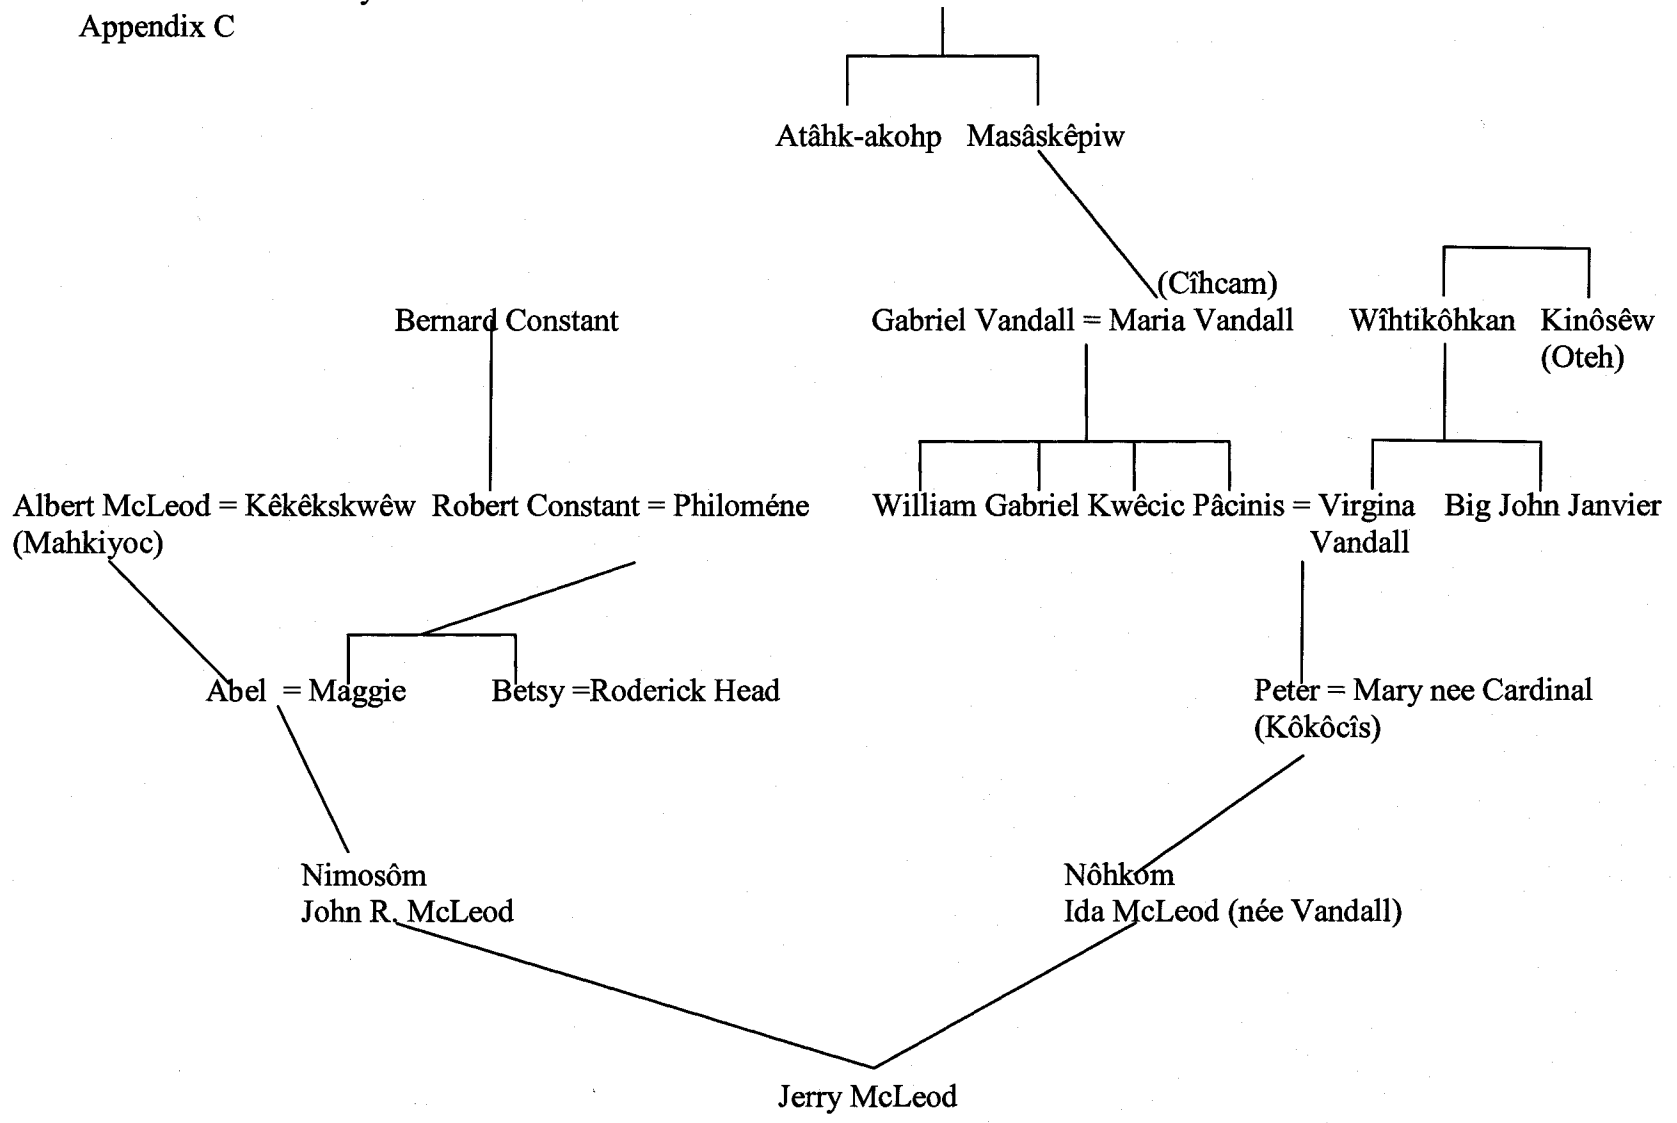 Appendix C
Atâhk-akohp Masâskêpiw
(Cîhcam)
Bernard Constant Gabriel Vandall = Maria Vandall Wîhtikôhkan Kinôsêw
(Oteh)
Albert McLeod = Kêkêkskwêw Robert Constant = Philoméne William Gabriel Kwêcic Pâcinis = Virgina Big John Janvier
(Mahkiyoc) Vandall
Abel = Maggie Betsy =Roderick Head Peter = Mary nee Cardinal
(Kôkôcîs)
Nimosôm Nôhkom
John R. McLeod Ida McLeod (née Vandall)
Jerry McLeod